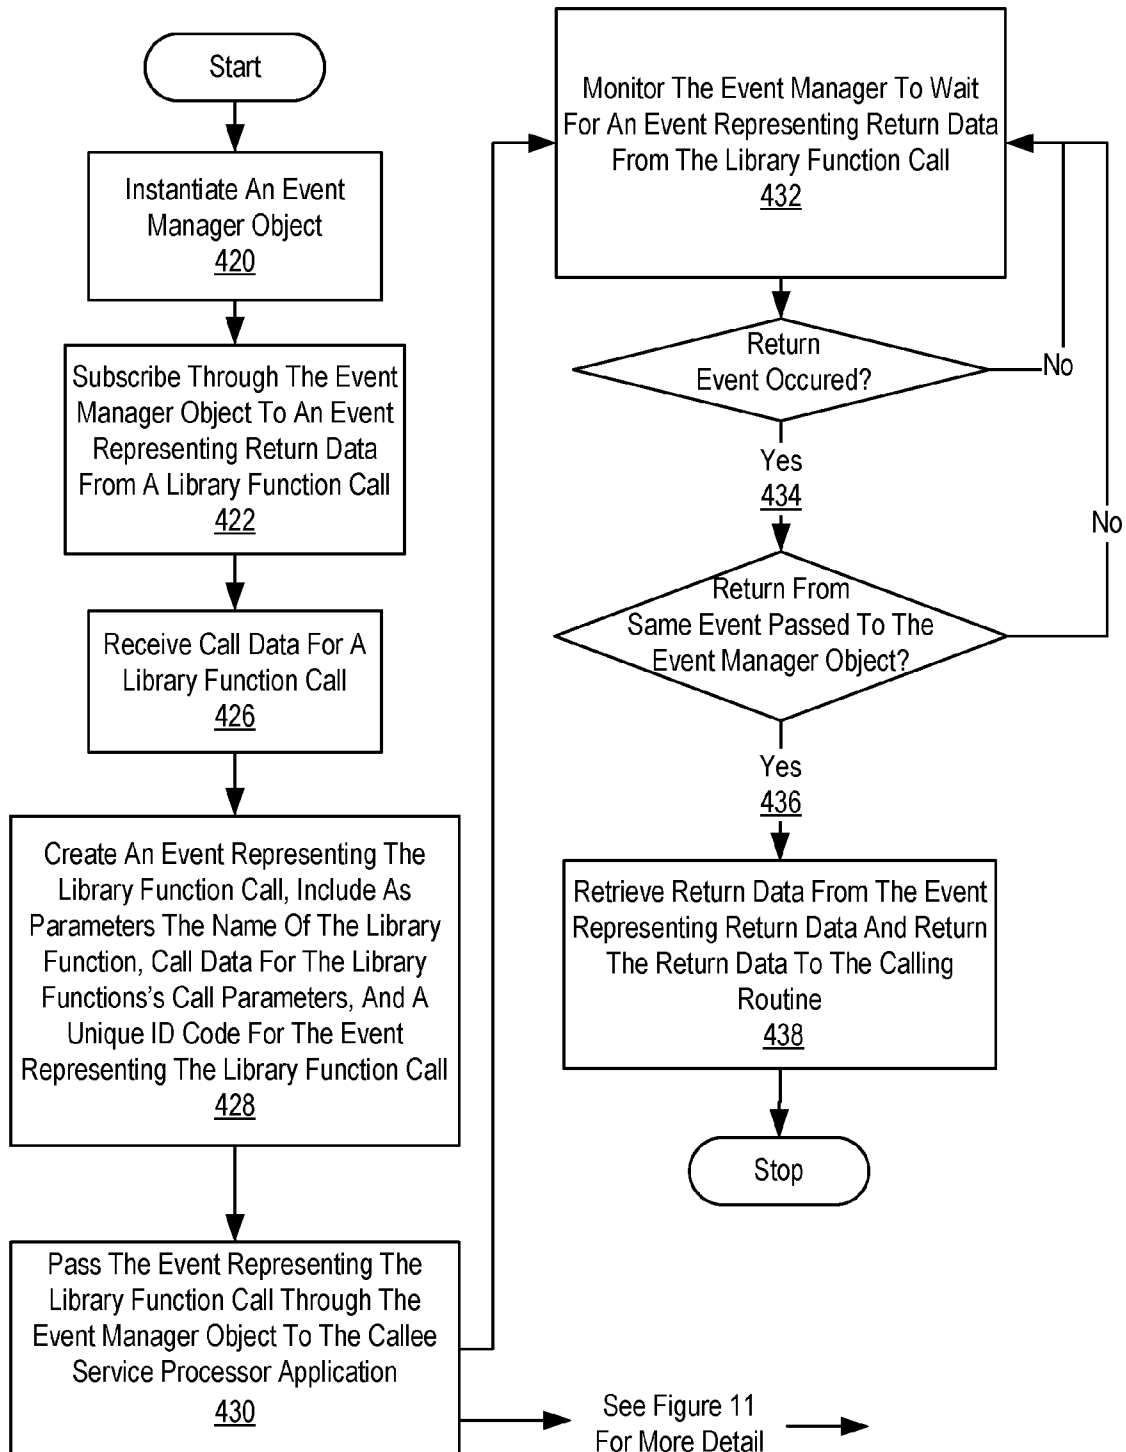 Start
Instantiate An Event
Manager Object
420
Subscribe Through The Event
Manager Object To An Event
Representing Return Data
From A Library Function Call
422
Receive Call Data For A
Library Function Call
426
Create An Event Representing The
Library Function Call, Include As
Parameters The Name Of The Library
Function, Call Data For The Library
Functions's Call Parameters, And A
Unique ID Code For The Event
Representing The Library Function Call
428
Pass The Event Representing The
Library Function Call Through The
Event Manager Object To The Callee
Service Processor Application
430
See Figure 11
For More Detail
Monitor The Event Manager To Wait
For An Event Representing Return Data
From The Library Function Call
432
Return
Event Occured?
No
Yes
434
Return From
Same Event Passed To The
Event Manager Object?
No
Yes
436
Retrieve Return Data From The Event
Representing Return Data And Return
The Return Data To The Calling
Routine
438
Stop